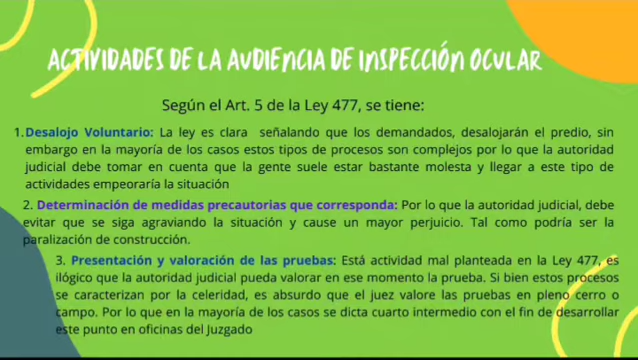 ACTIVIDADES DE LA AUDIENCIA DE INSPECCIÓN OCULAR
Según el Art. 5 de la Ley 477, se tiene:
1. Desalojo Voluntario: La ley es clara señalando que los demandados, desalojarán el predio, sin
embargo en la mayoría de los casos estos tipos de procesos son complejos por lo que la autoridad
judicial debe tomar en cuenta que la gente suele estar bastante molesta y llegar a este tipo de
actividades empeoraría la situación
2. Determinación de medidas precautorias que corresponda: Por lo que la autoridad judicial, debe
evitar que se siga agraviando la situación y cause un mayor perjuicio. Tal como podría ser la
paralización de construcción.
3. Presentación y valoración de las pruebas: Está actividad mal planteada en la Ley 477, es
ilógico que la autoridad judicial pueda valorar en ese momento la prueba. Si bien estos procesos
se caracterizan por la celeridad, es absurdo que el juez valore las pruebas en pleno cerro o
campo. Por lo que en la mayoría de los casos se dicta cuarto intermedio con el fin de desarrollar
este punto en oficinas del Juzgado